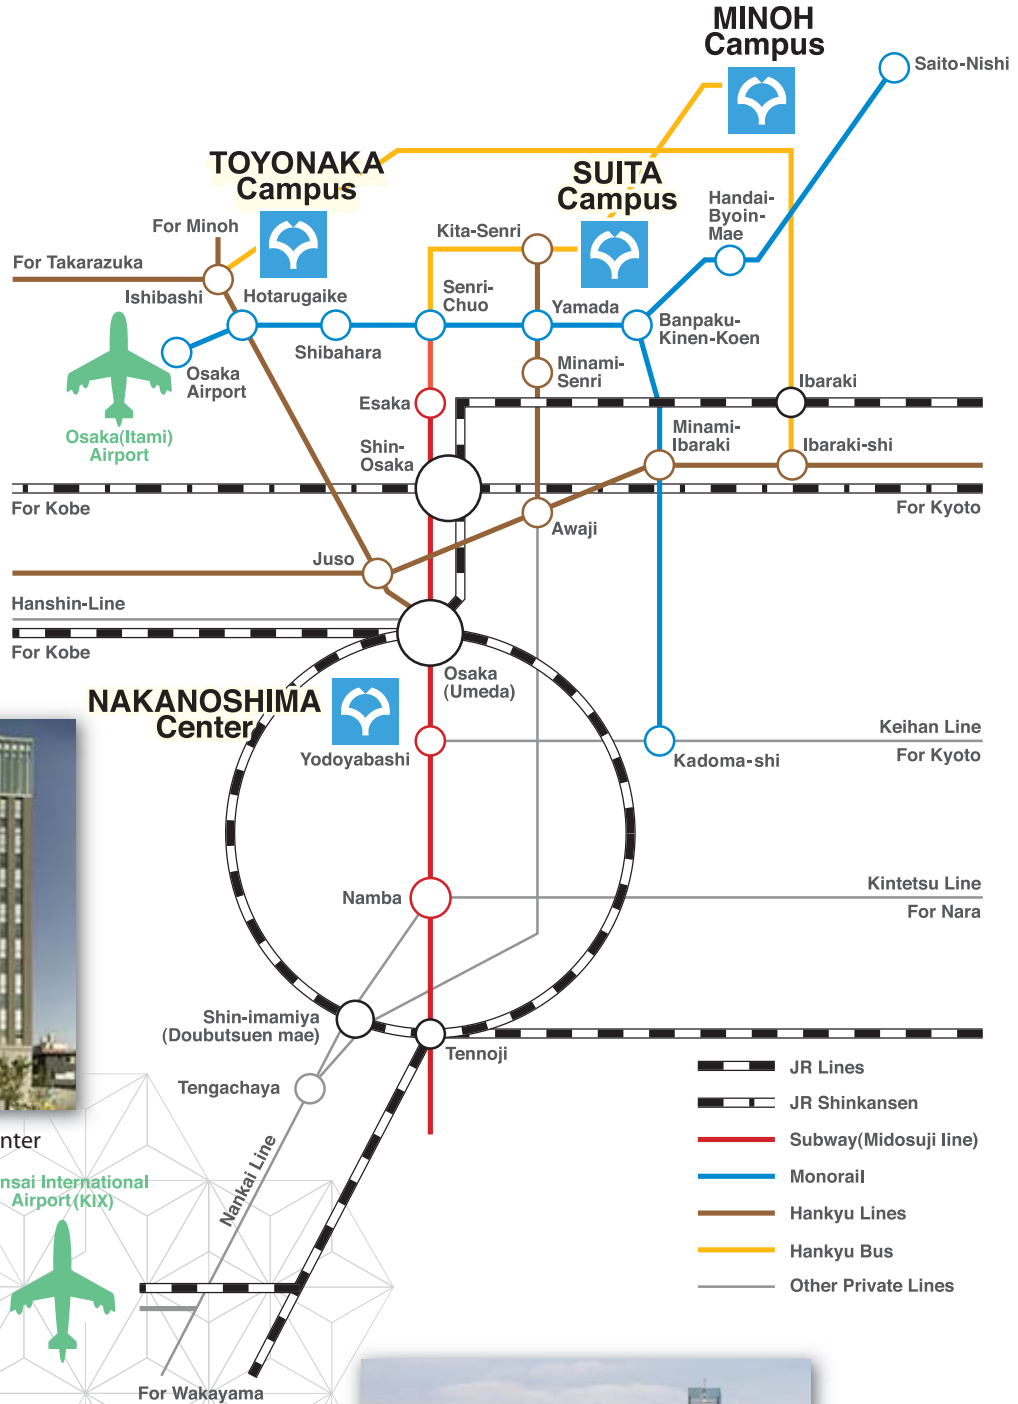 MINOH
Campus
Saito-Nishi
TOYONAKA
Campus
SUITA
Campus
Handai-
Byoin-
Mae
For Minoh
Kita-Senri
For Takarazuka
Ishibashi
Hotarugaike
Senri-
Chuo
Yamada
Banpaku-
Kinen-Koen
Shibahara
Osaka
Airport
Minami-
Senri
Ibaraki
Esaka
Osaka(Itami)
Airport
Shin-
Osaka
Minami-
Ibaraki
Ibaraki-shi
For Kobe
For Kyoto
Awaji
Juso
Hanshin-Line
For Kobe
Osaka
(Umeda)
NAKANOSHIMA
Center
Yodoyabashi
Kadoma-shi
Keihan Line
For Kyoto
Namba
Kintetsu Line
For Nara
Shin-imamiya
(Doubutsuen mae)
Tennoji
Tengachaya
JR Lines
JR Shinkansen
Subway(Midosuji line)
Monorail
Hankyu Lines
Hankyu Bus
Other Private Lines
nter
nsai International
Airport(KIX)
Nankai Line
For Wakayama